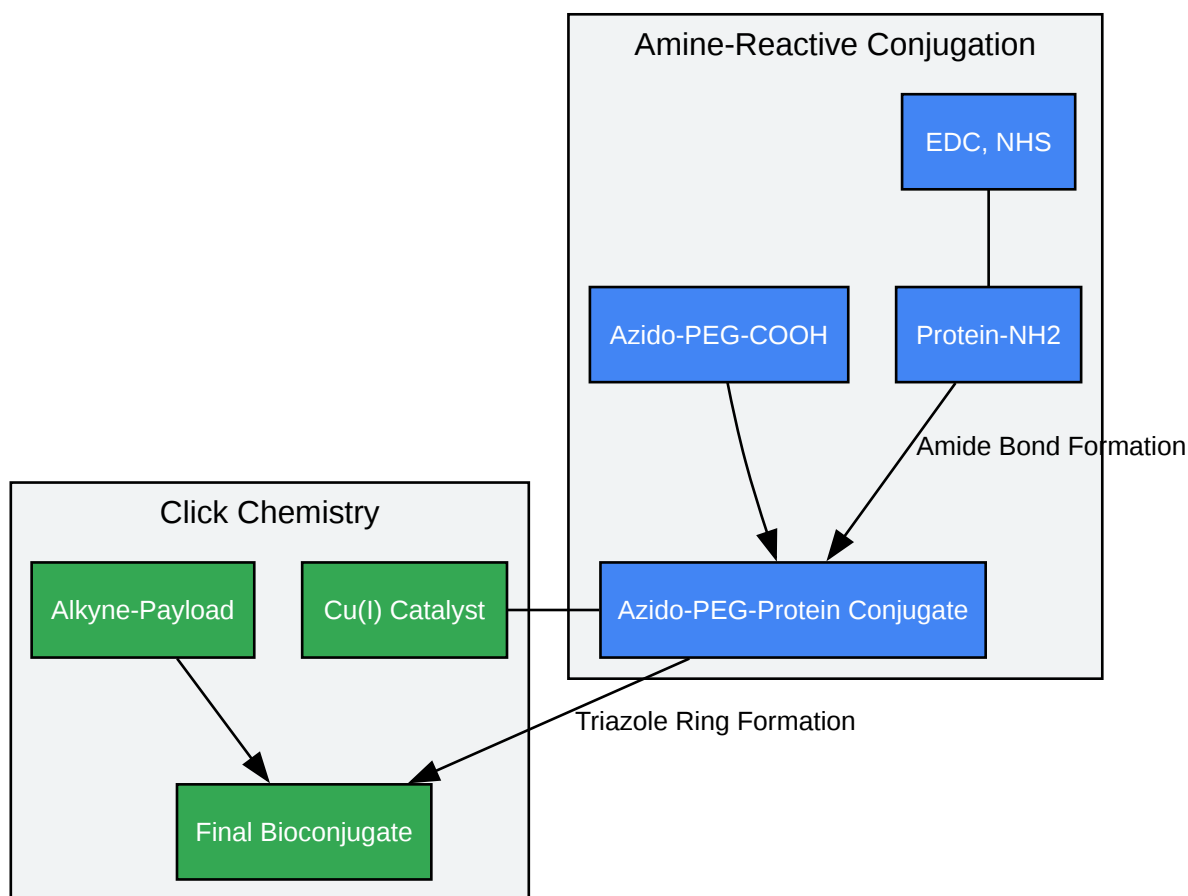 Amine-Reactive Conjugation
EDC, NHS
Azido-PEG-COOH
Protein-NH2
Amide Bond Formation
Click Chemistry
Alkyne-Payload
Cu(I) Catalyst
Azido-PEG-Protein Conjugate
Triazole Ring Formation
Final Bioconjugate